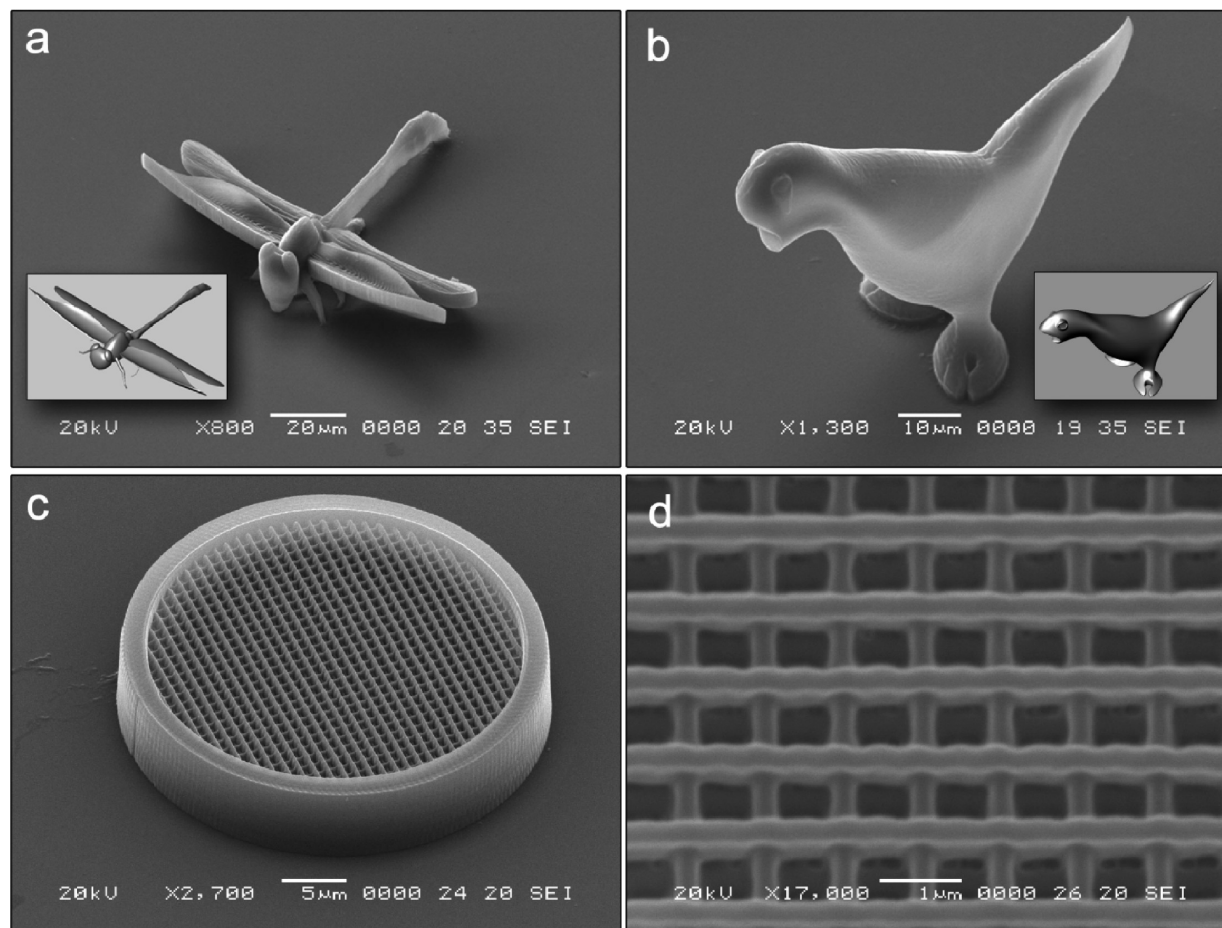 a
20kV X800 20μm 0000 20 35 SEI
b
20kV X1,300 10μm 0000 19 35 SEI
c
20kV X2,700 5μm 0000 24 20 SEI
d
20kV X17,000 1μm 0000 26 20 SEI